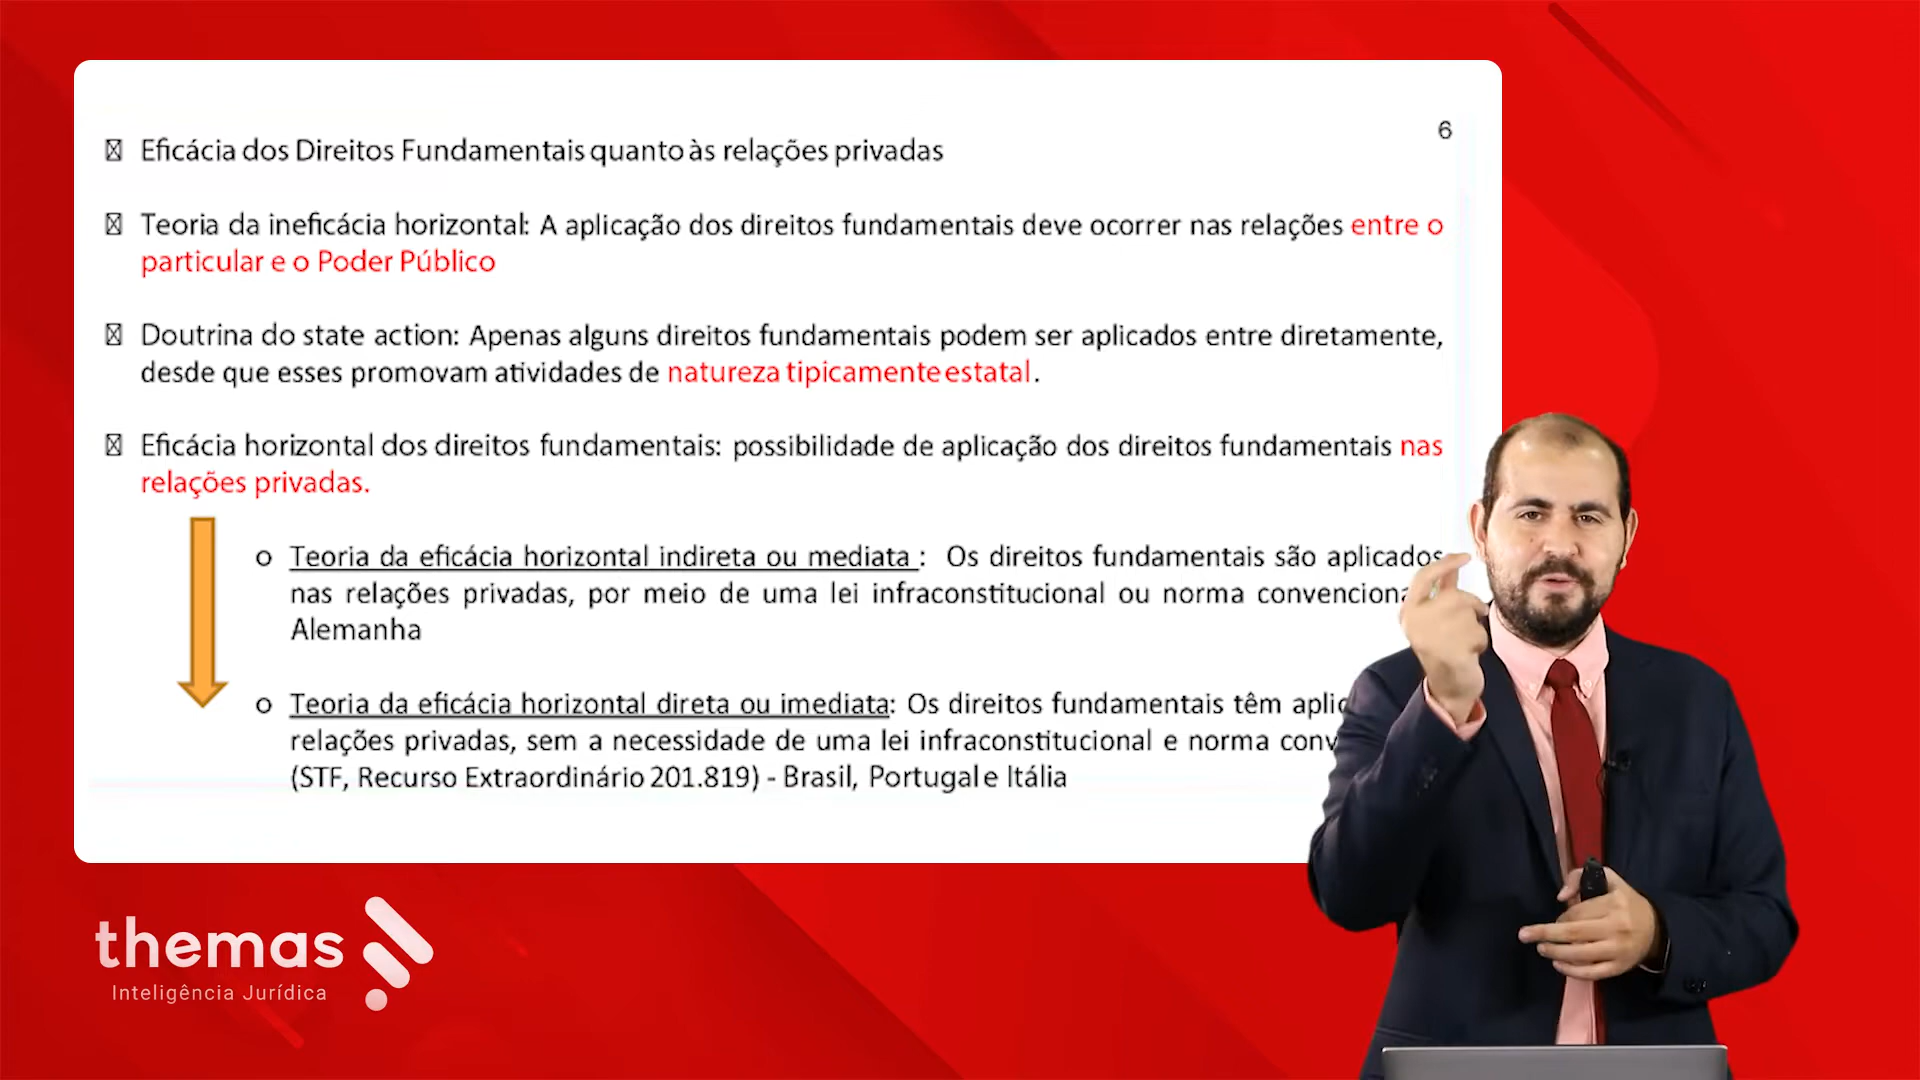 6
Eficácia dos Direitos Fundamentais quanto às relações privadas
Teoria da ineficácia horizontal: A aplicação dos direitos fundamentais deve ocorrer nas relações entre o
particular e o Poder Público
Doutrina do state action: Apenas alguns direitos fundamentais podem ser aplicados entre diretamente,
desde que esses promovam atividades de natureza tipicamente estatal.
Eficácia horizontal dos direitos fundamentais: possibilidade de aplicação dos direitos fundamentais nas
relações privadas.
o Teoria da eficácia horizontal indireta ou mediata : Os direitos fundamentais são aplicados
nas relações privadas, por meio de uma lei infraconstitucional ou norma
Alemanha
o Teoria da eficácia horizontal direta ou imediata: Os direitos fundamentais têm
relações privadas, sem a necessidade de uma lei infraconstitucional e norma
(STF, Recurso Extraordinário 201.819) - Brasil, Portugal e Itália
themas
Inteligência Jurídica